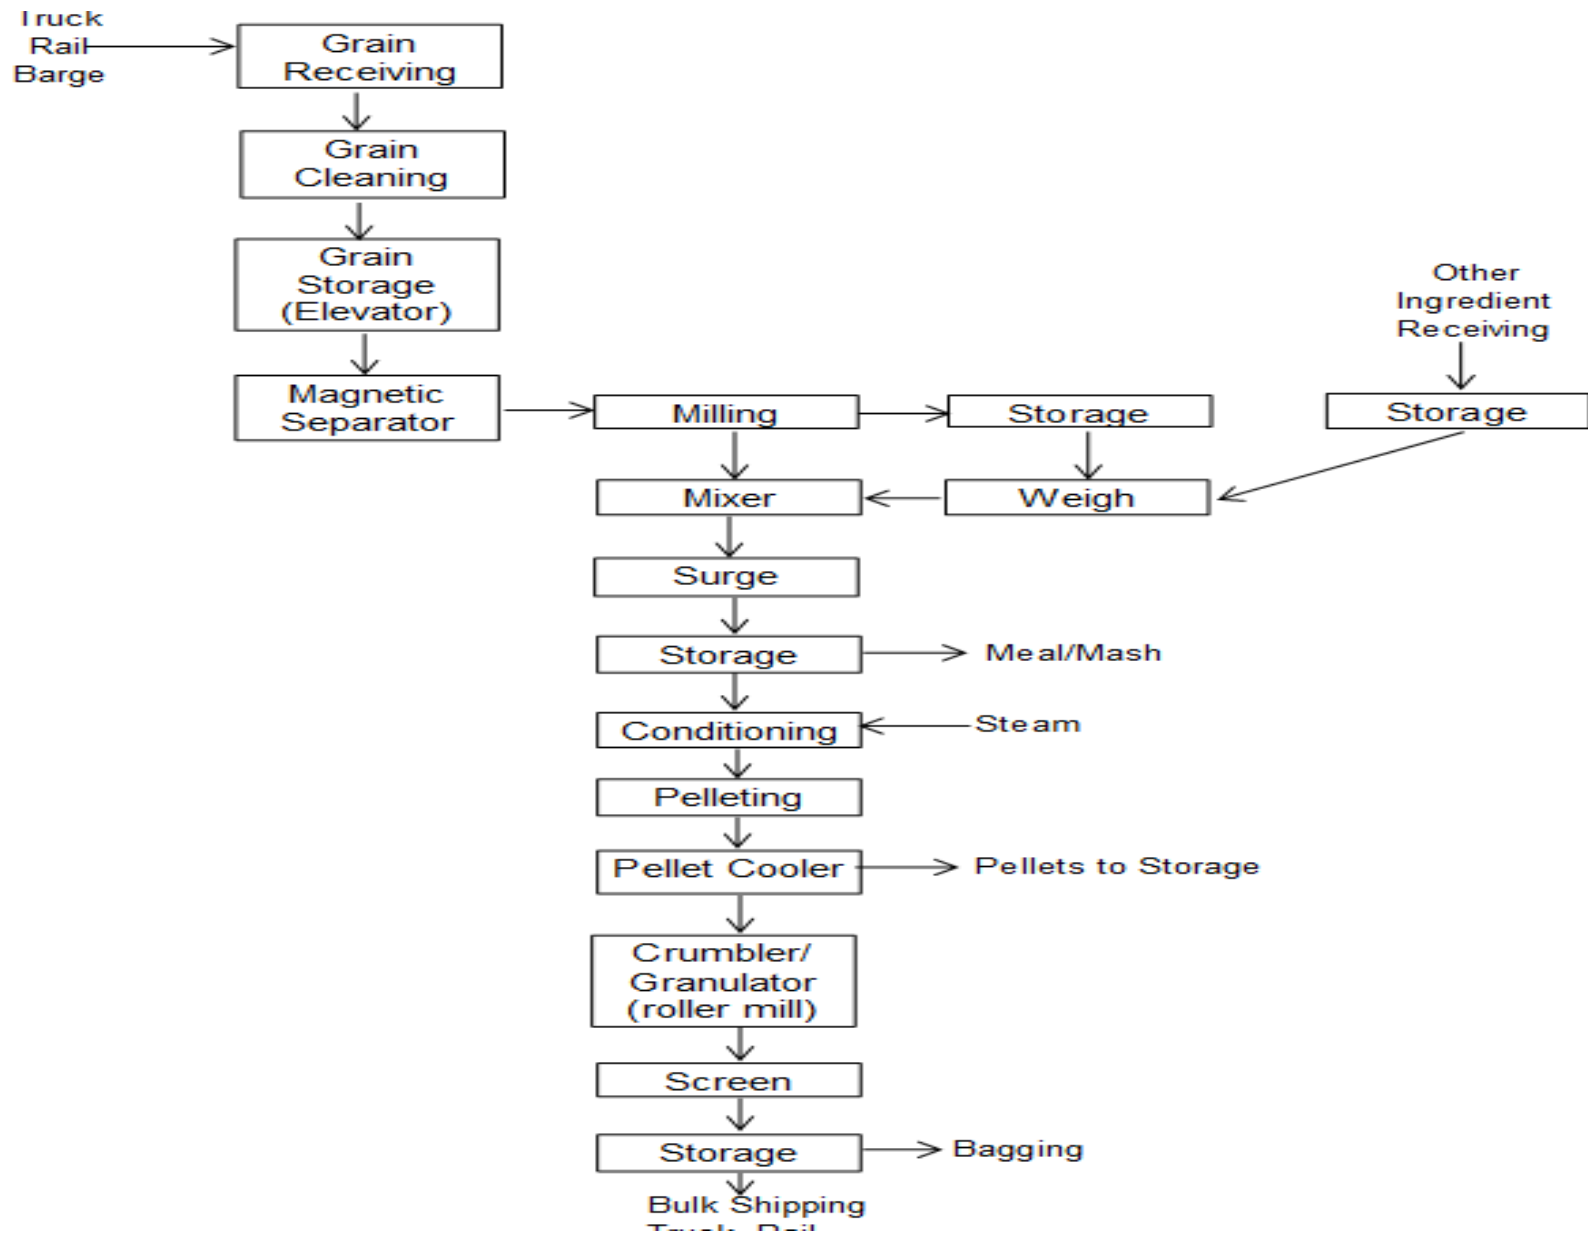 Truck
Rail
Barge
Grain
Receiving
Grain
Cleaning
Grain
Storage
(Elevator)
Magnetic
Separator
Milling
Storage
Other
Ingredient
Receiving
Storage
Mixer
Weigh
Surge
Storage
Meal/Mash
Conditioning
Steam
Pelleting
Pellet Cooler
Pellets to Storage
Crumbler/
Granulator
(roller mill)
Screen
Storage
Bagging
Bulk Shipping
Truck, Rail